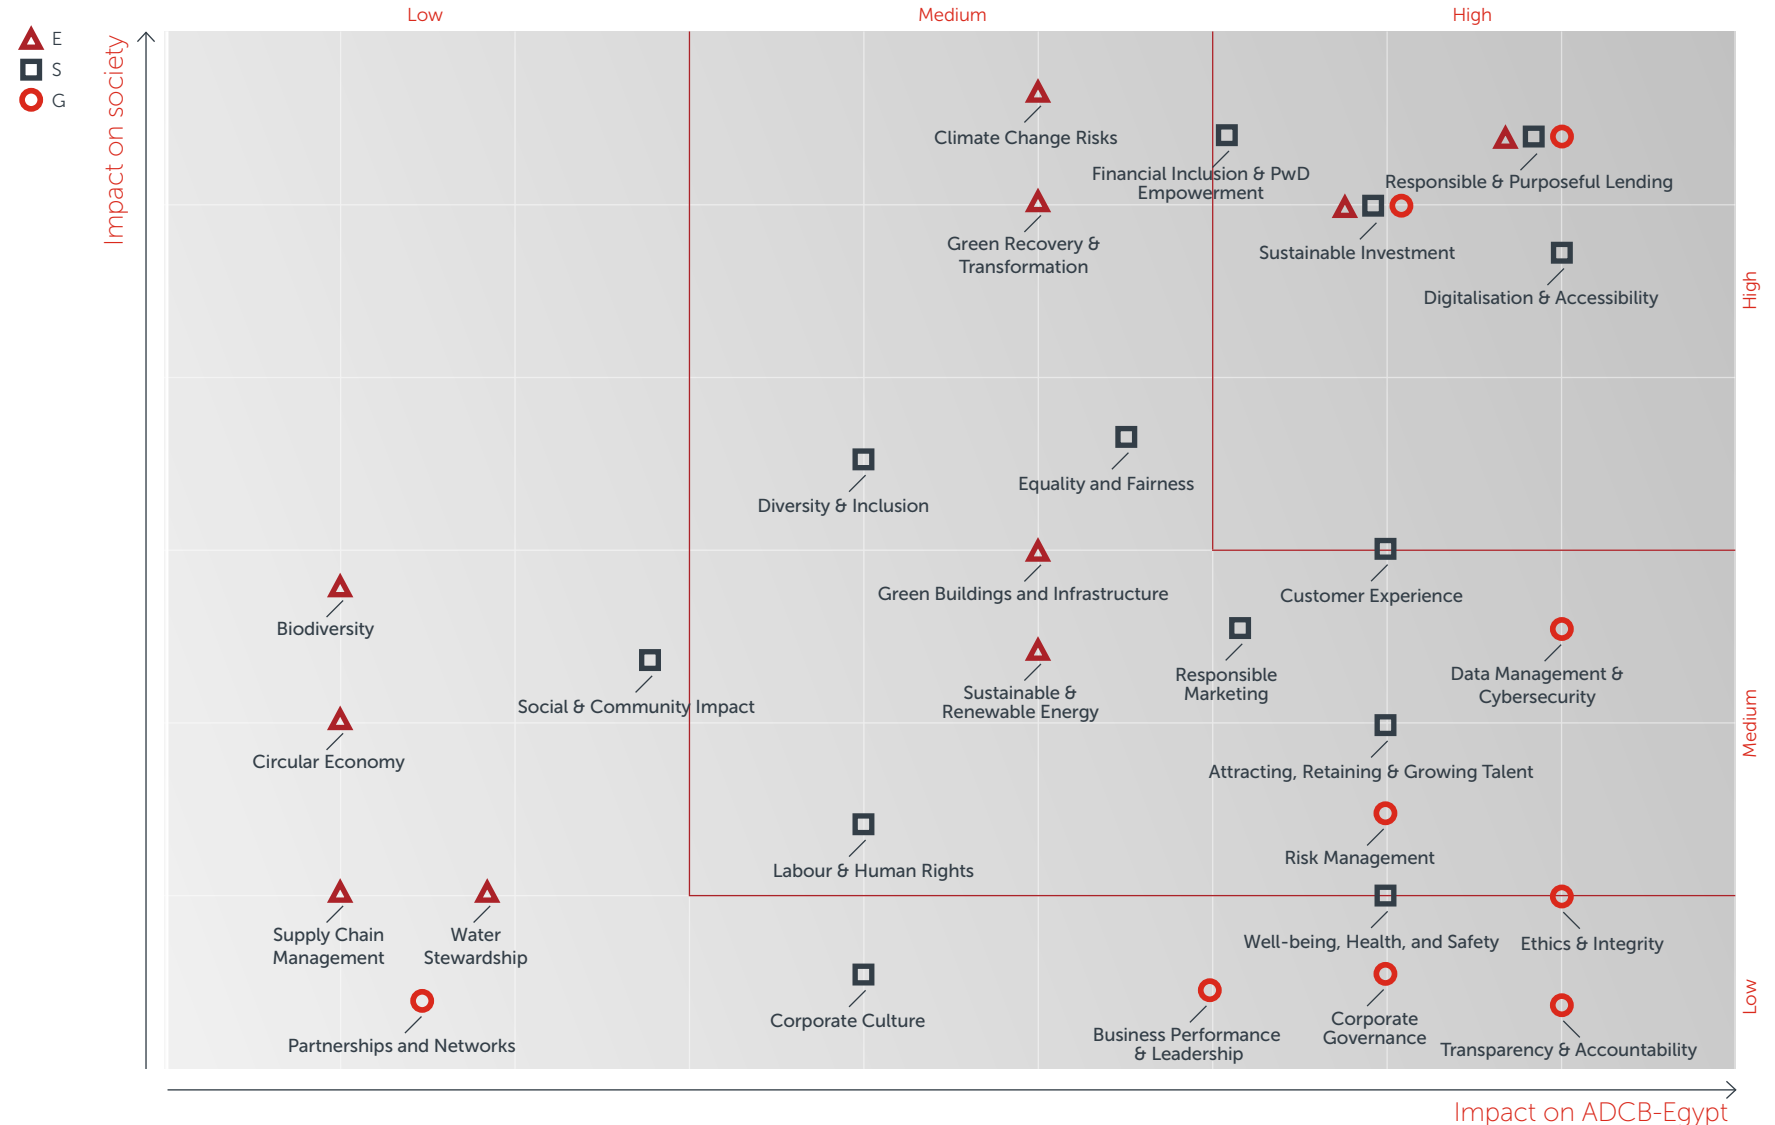 Low
Medium
High
E
S
G
Impact on society
Climate Change Risks
Financial Inclusion & PwD
Empowerment
Responsible & Purposeful Lending
Green Recovery &
Transformation
Sustainable Investment
Digitalisation & Accessibility
High
Equality and Fairness
Diversity & Inclusion
Green Buildings and Infrastructure
Customer Experience
Biodiversity
Responsible
Marketing
Data Management &
Cybersecurity
Social & Community Impact
Sustainable &
Renewable Energy
Medium
Circular Economy
Attracting, Retaining & Growing Talent
Risk Management
Labour & Human Rights
Supply Chain
Management
Water
Stewardship
Well-being, Health, and Safety
Ethics & Integrity
Low
Partnerships and Networks
Corporate Culture
Business Performance
& Leadership
Corporate
Governance
Transparency & Accountability
Impact on ADCB-Egypt